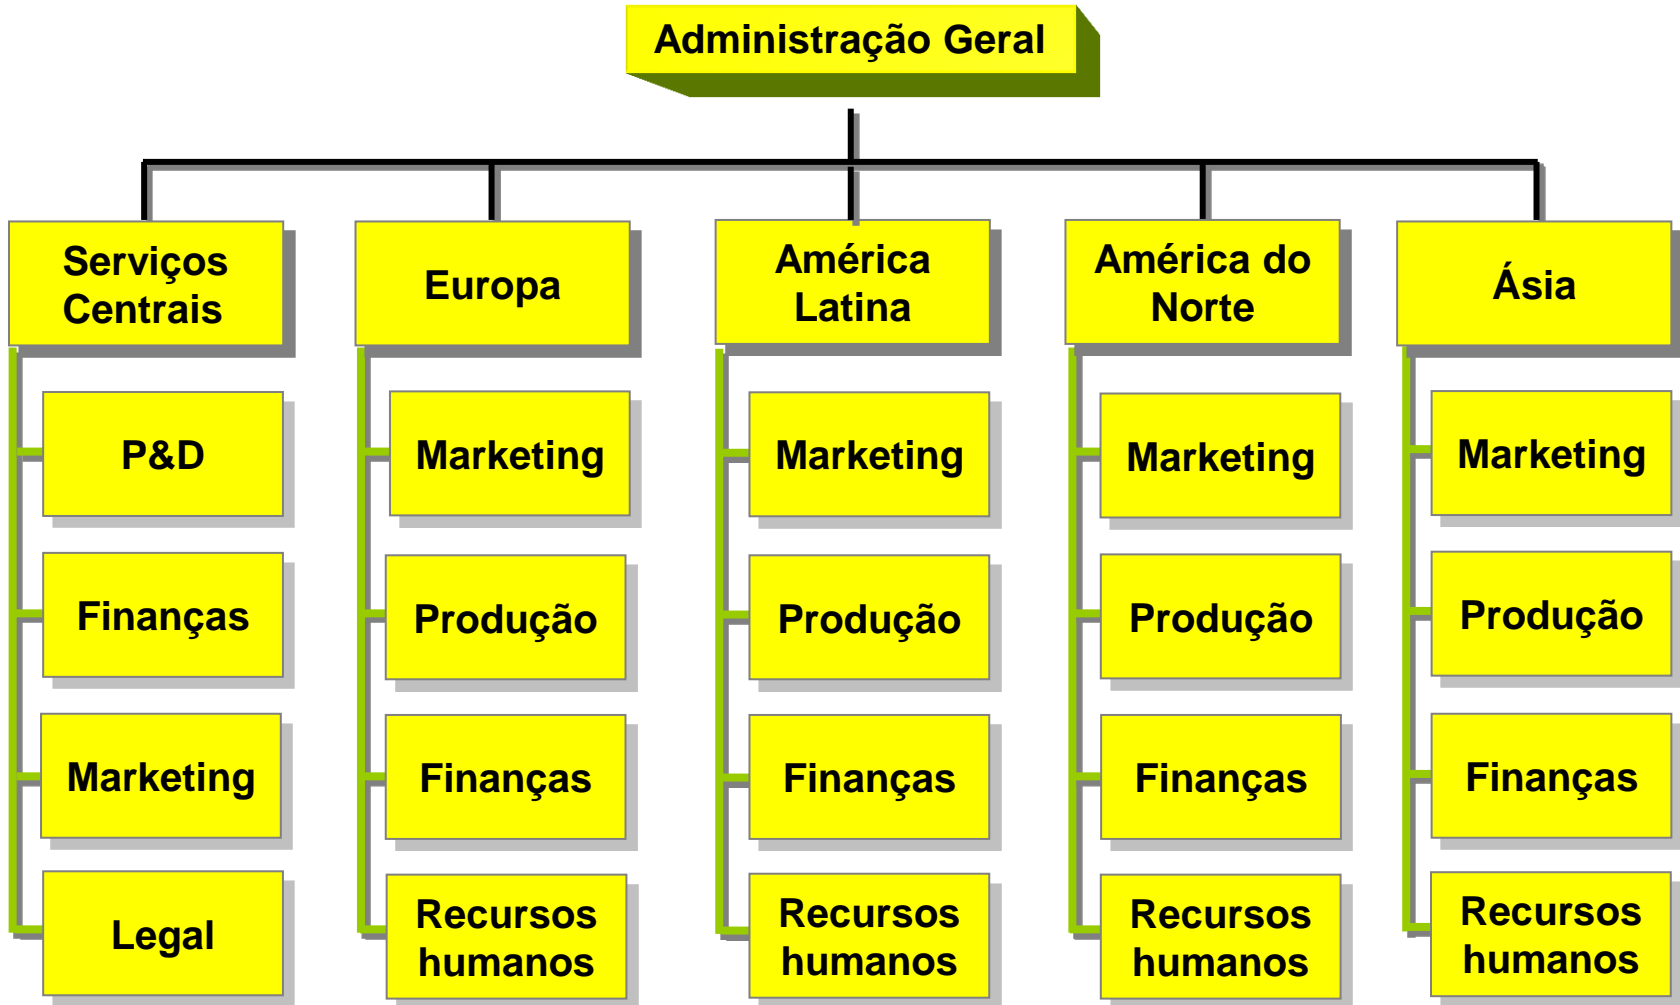 Administração Geral
Serviços
Centrais
P&D
Finanças
Marketing
Legal
Europa
Marketing
Produção
Finanças
Recursos
humanos
América
Latina
Marketing
Produção
Finanças
Recursos
humanos
América do
Norte
Marketing
Produção
Finanças
Recursos
humanos
Ásia
Marketing
Produção
Finanças
Recursos
humanos